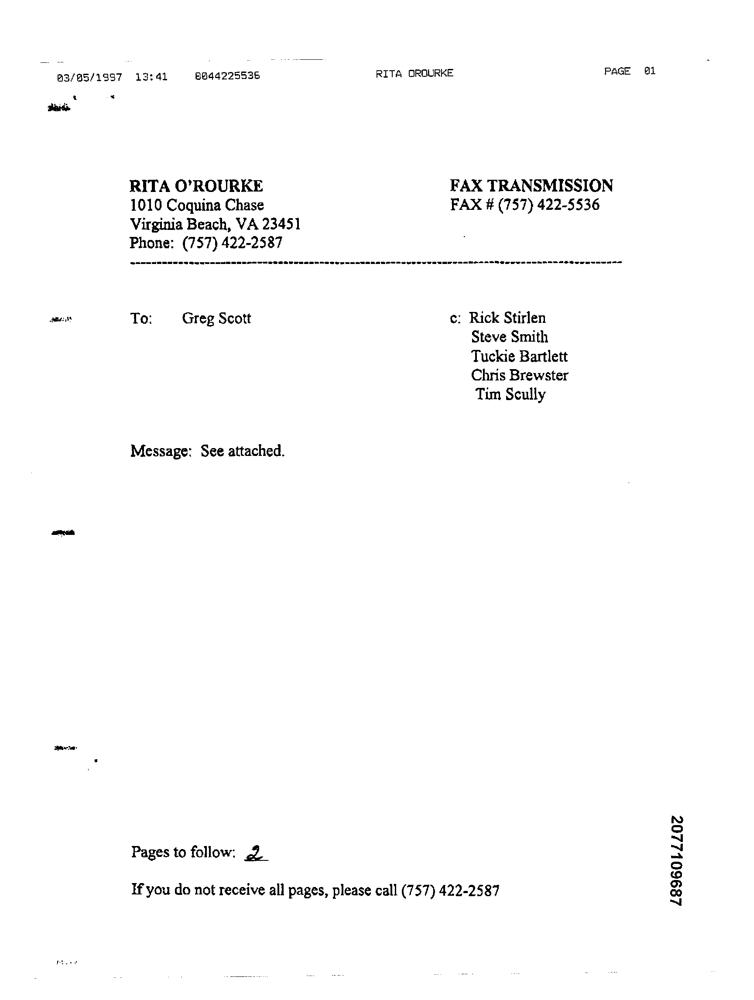 03/05/1997 13:41 8044225536 RITA OROURKE PAGE 01
RITA O'ROURKE FAX TRANSMISSION
1010 Coquina Chase FAX # (757) 422-5536
Virginia Beach, VA 23451
Phone: (757) 422-2587
To: Greg Scott c: Rick Stirlen
Steve Smith
Tuckie Bartlett
Chris Brewster
Tim Scully
Message: See attached.
Pages to follow: 2
If you do not receive all pages, please call (757) 422-2587
2077109687